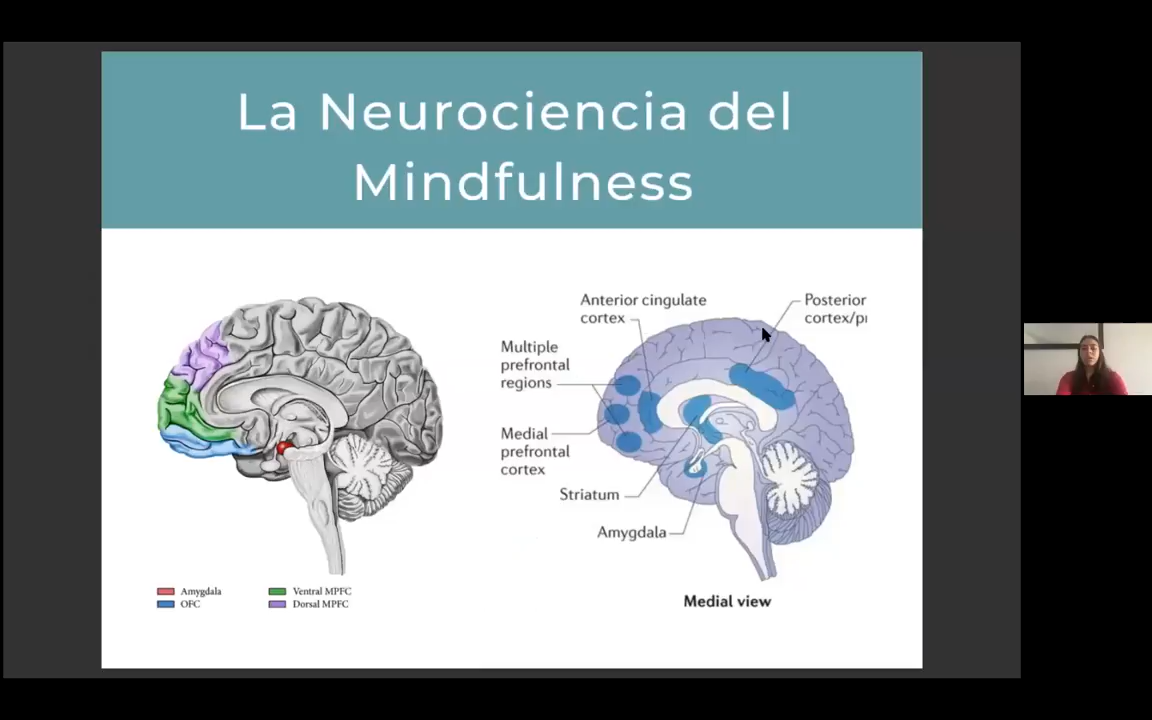 La Neurociencia del
Mindfulness
Amygdala
OFC
Ventral MPFC
Dorsal MPFC
Anterior cingulate
cortex
Posterior
cortex/
Multiple
prefrontal
regions
Medial
prefrontal
cortex
Striatum
Amygdala
Medial view